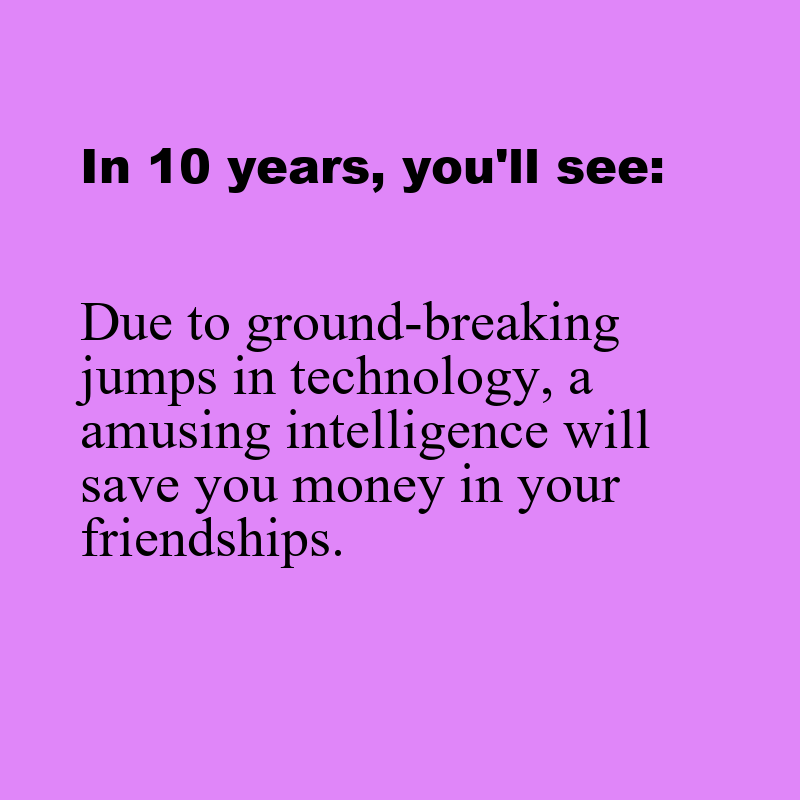 In 10 years, you'll see:
Due to ground-breaking
jumps in technology, a
amusing intelligence will
save you money in your
friendships.